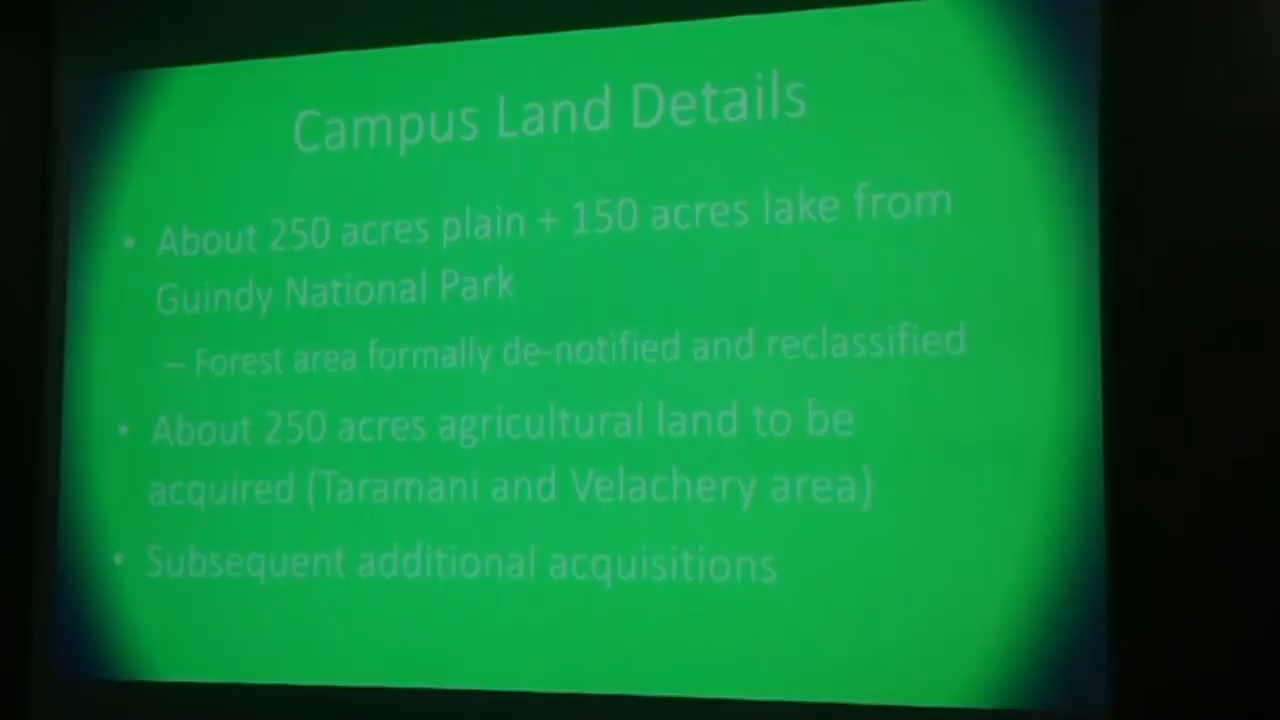 Campus Land Details
• About 250 acres plain + 150 acres lake from
Guindy National Park
– Forest area formally de-notified and reclassified
• About 250 acres agricultural land to be
acquired (Taramani and Velachery area)
• Subsequent additional acquisitions